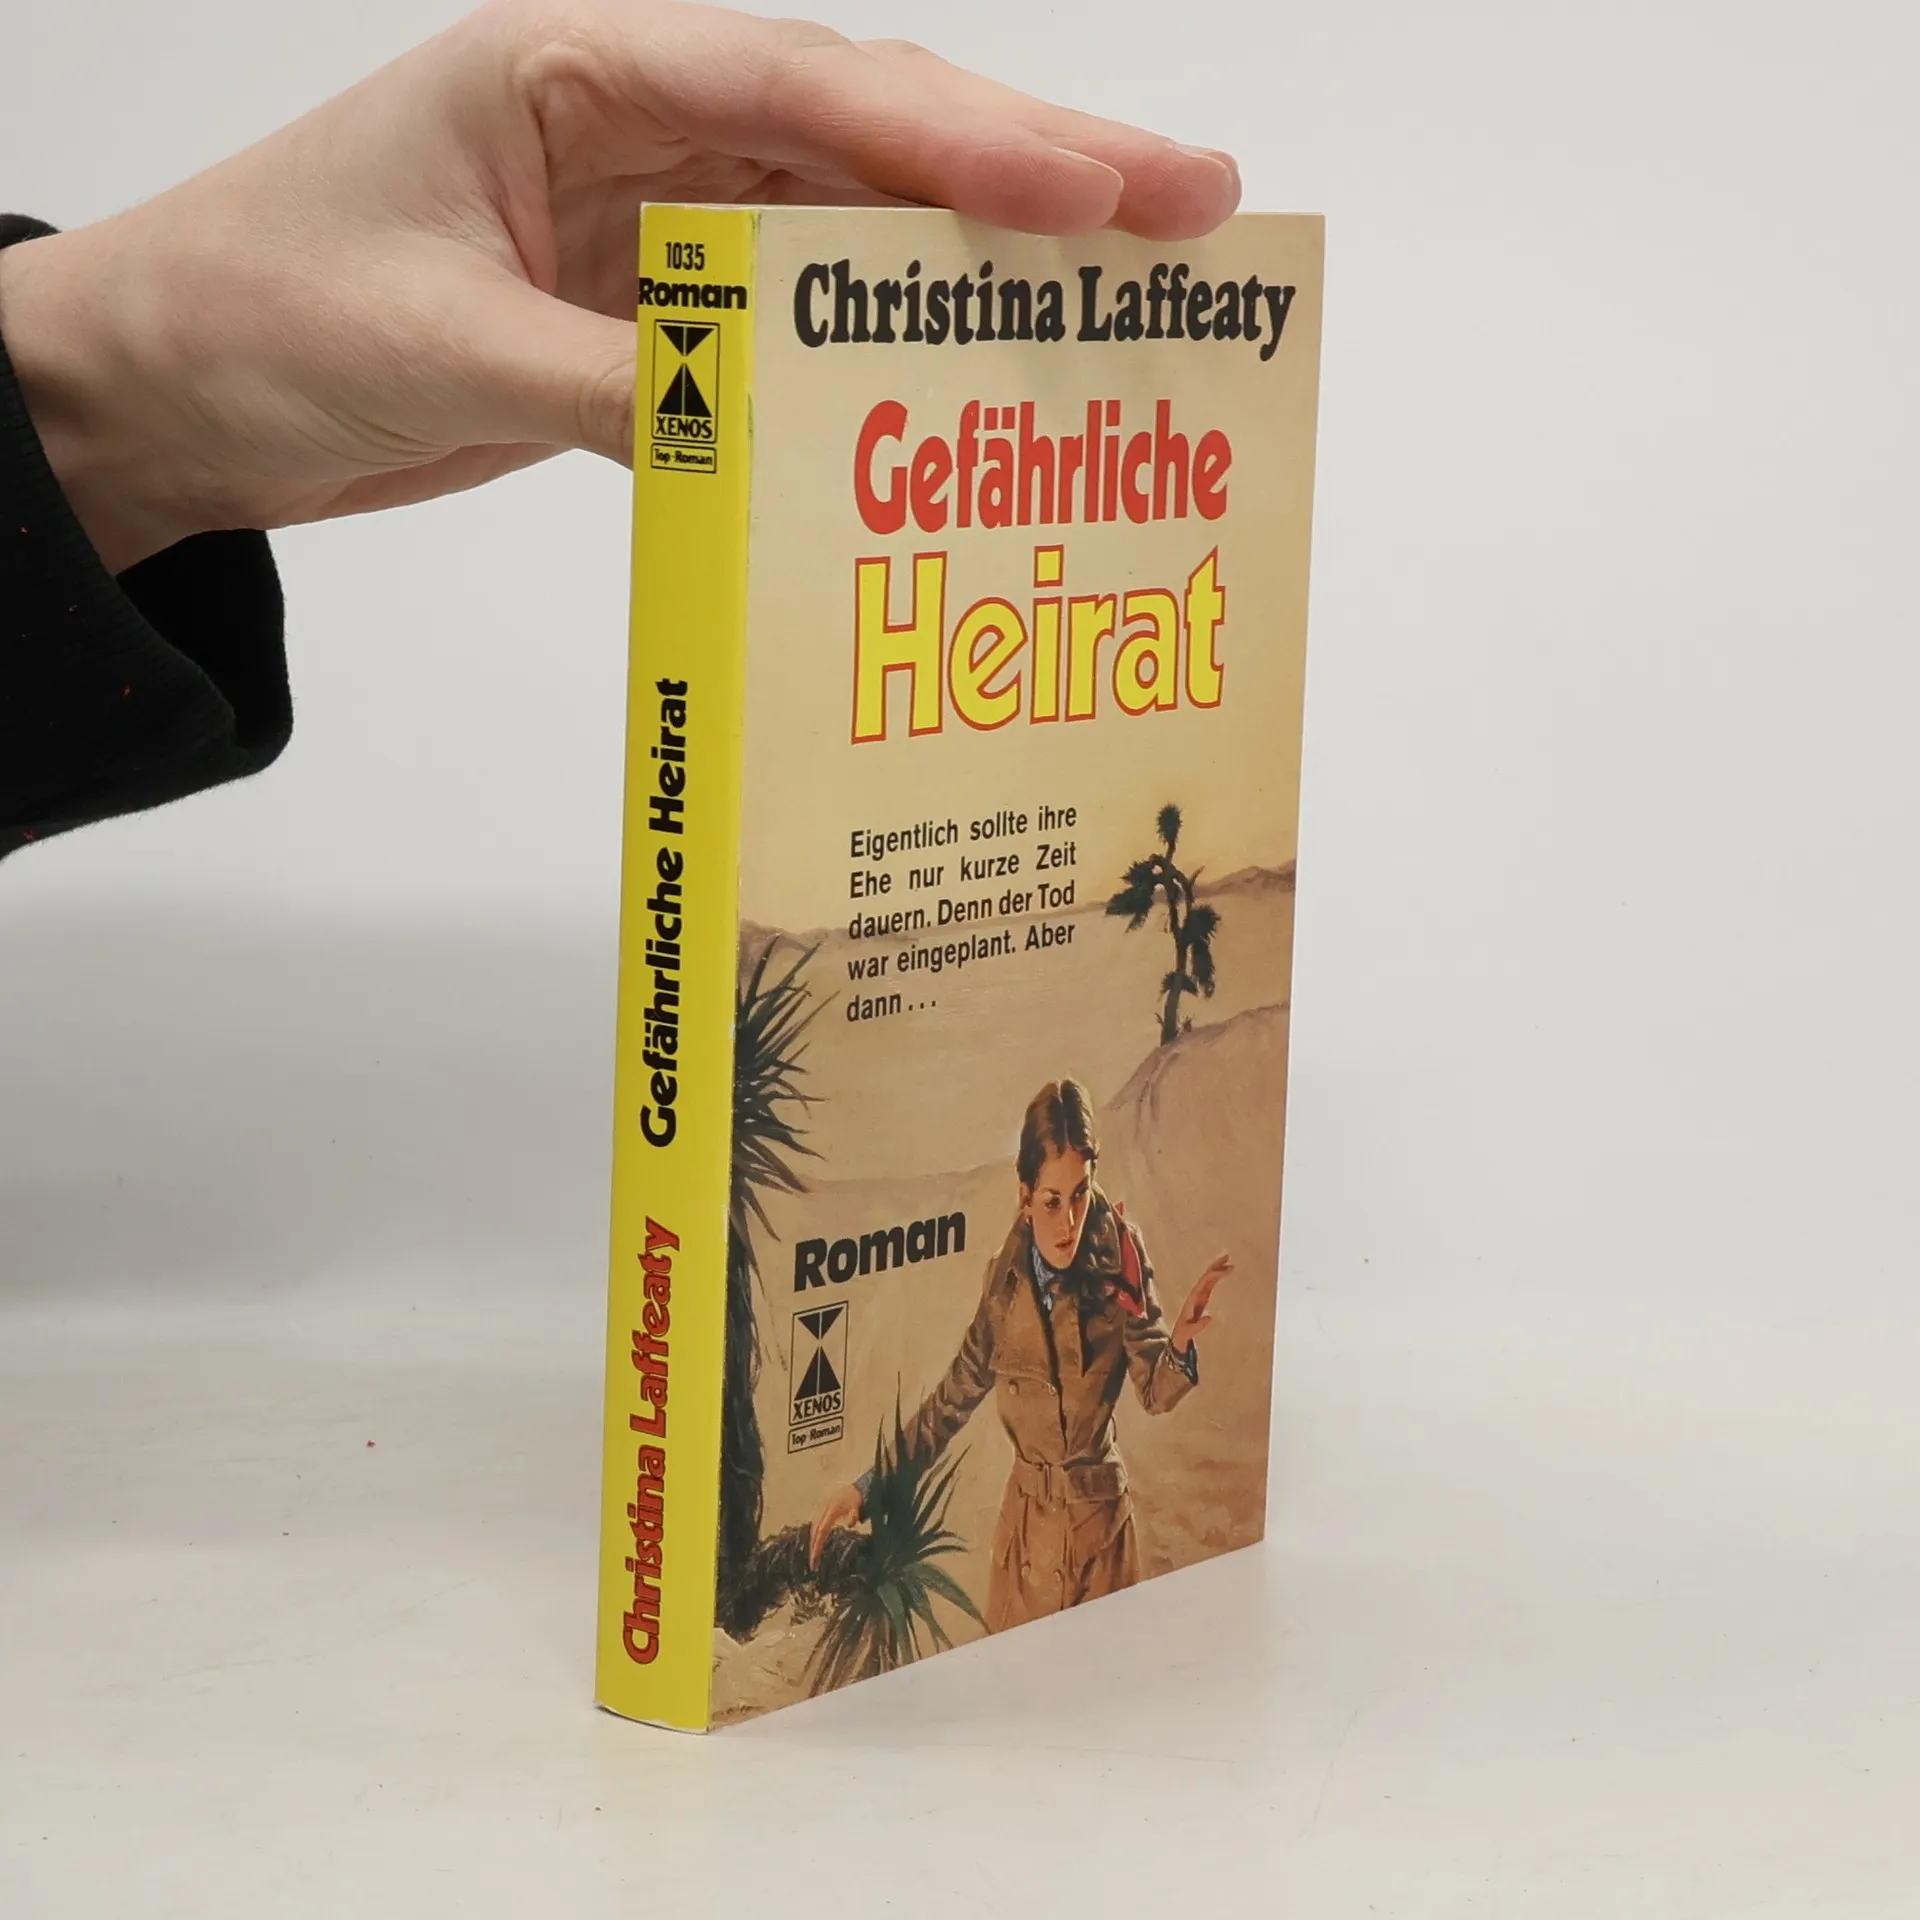 1035
Roman
XENOS
Top-Roman
Gefährliche Heirat
Christina Laffeaty
Christina Laffeaty
Gefährliche
Heirat
Eigentlich sollte ihre
Ehe nur kurze Zeit
dauern. Denn der Tod
war eingeplant. Aber
dann...
Roman
XENOS
Top-Roman